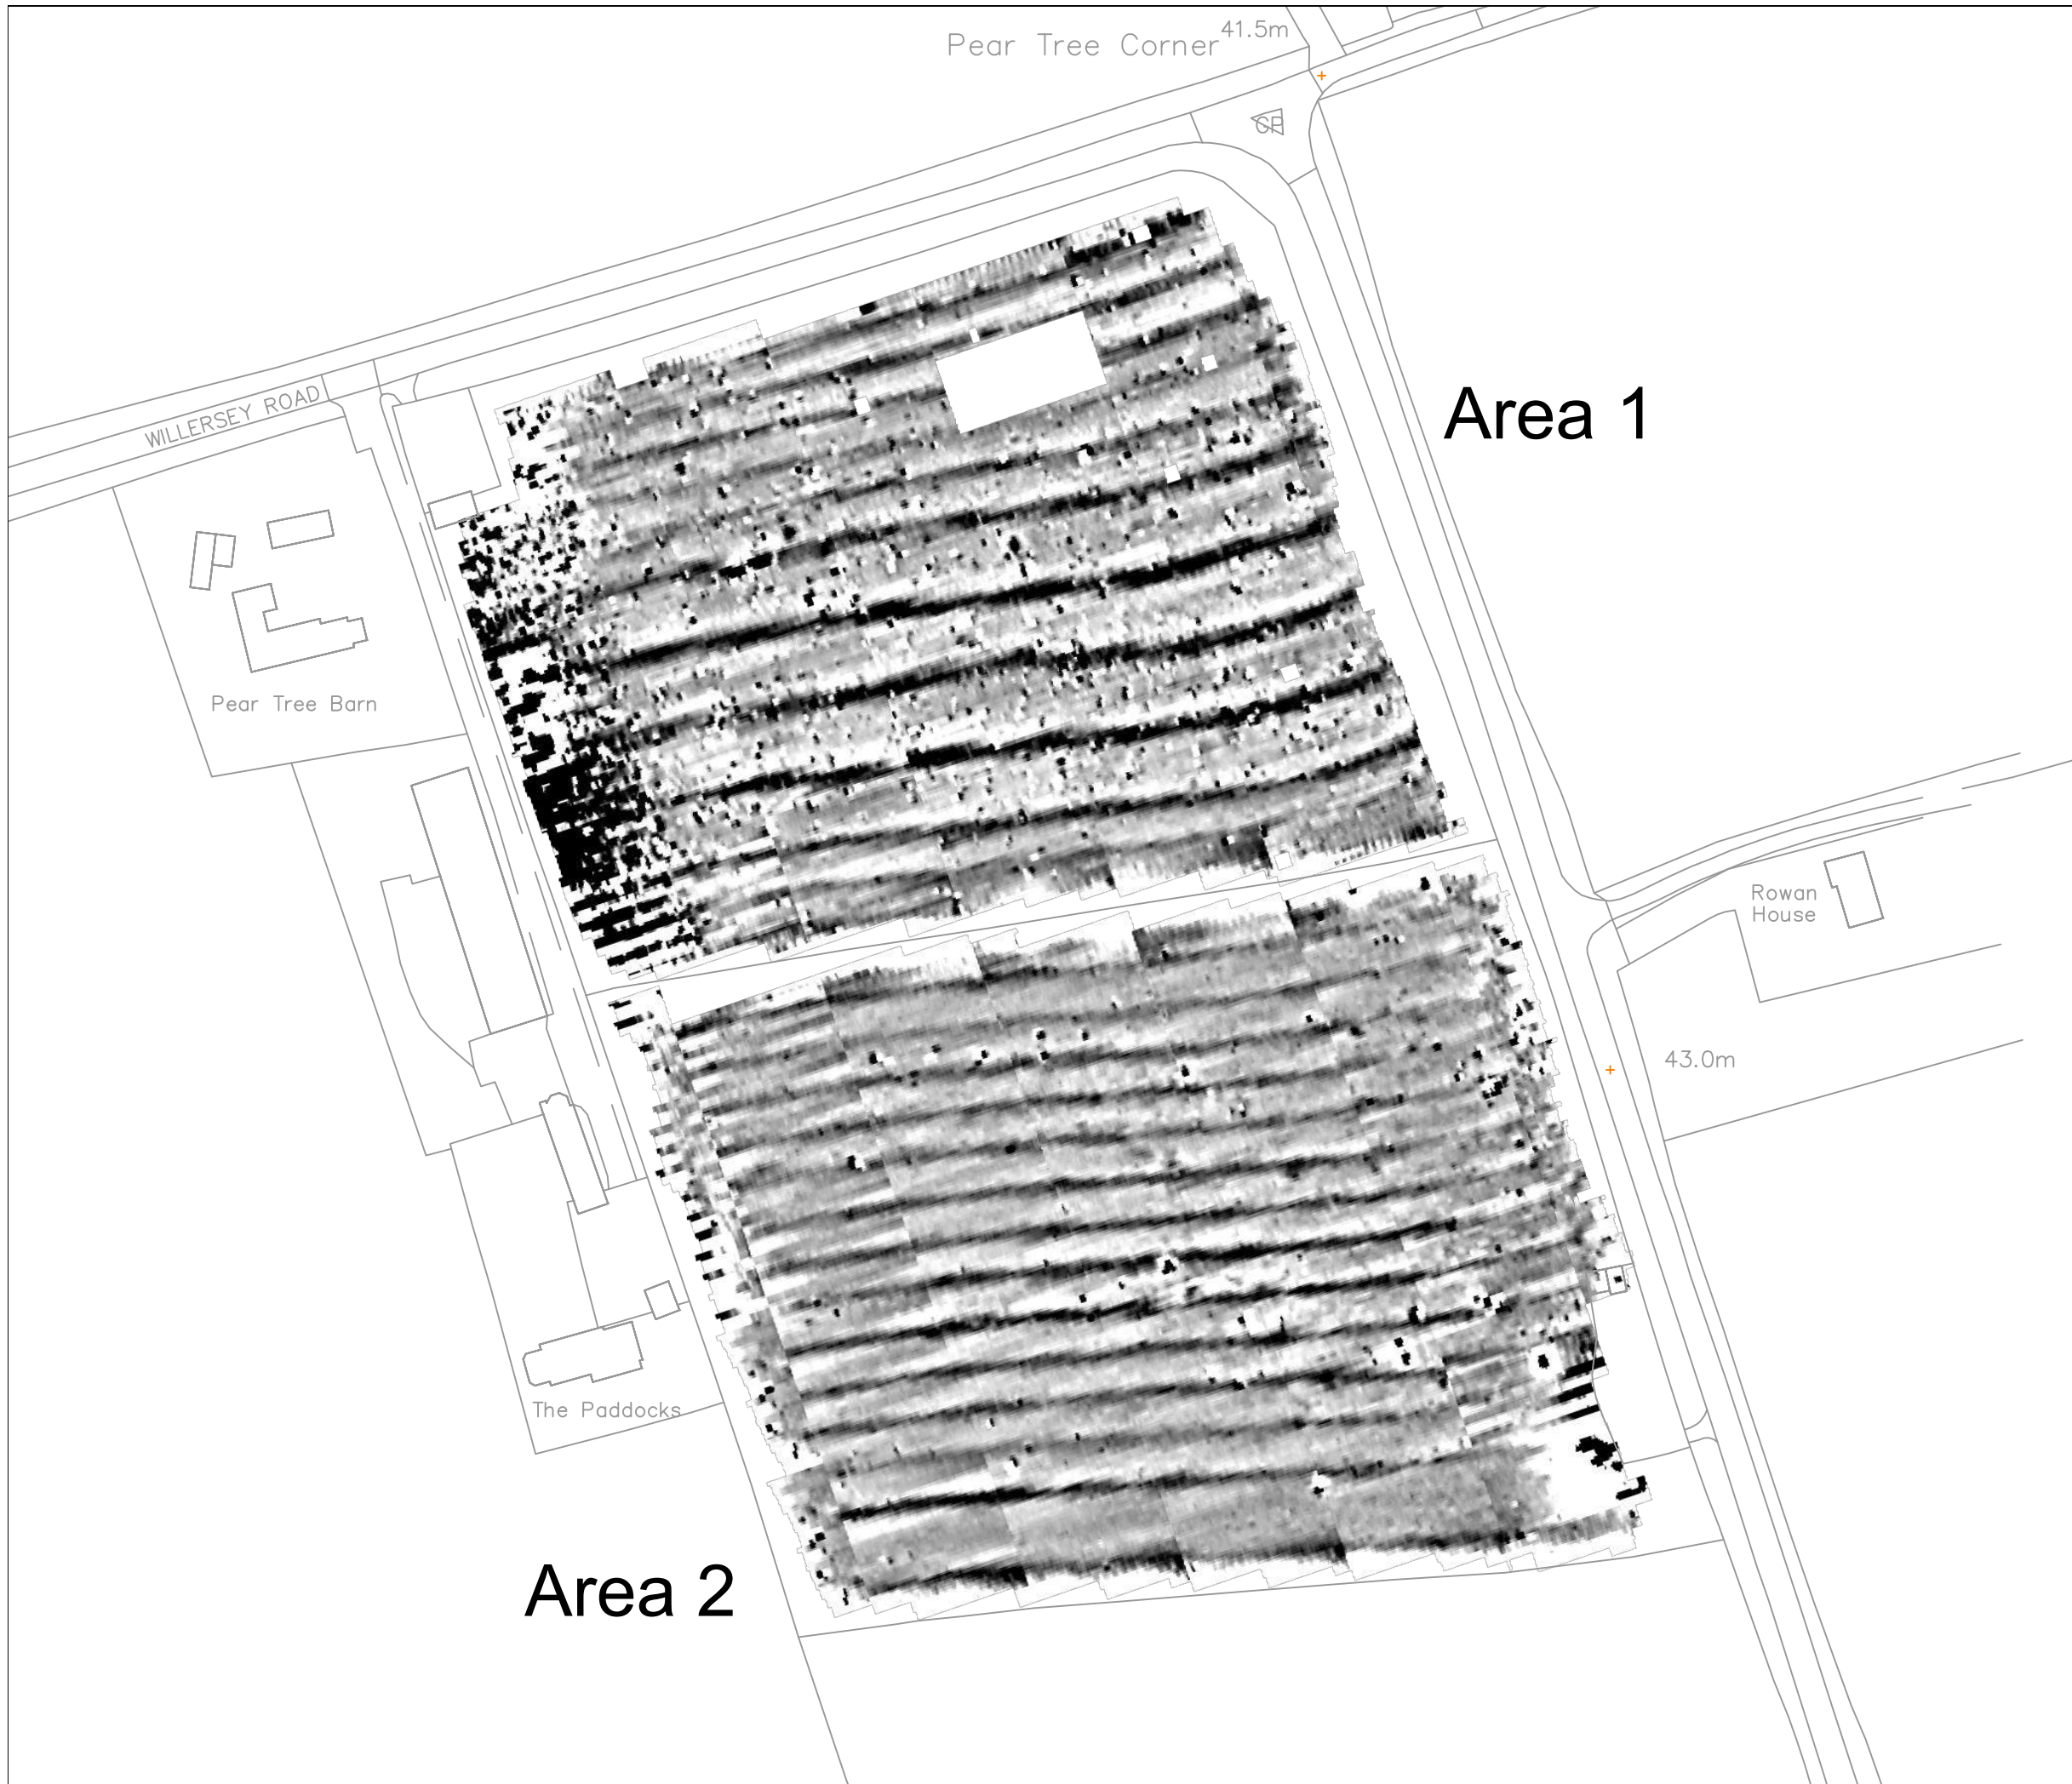 Pear Tree Corner
41.5m
GP
WILLERSEY ROAD
Area 1
Pear Tree Barn
Rowan
House
43.0m
The Paddocks
Area 2